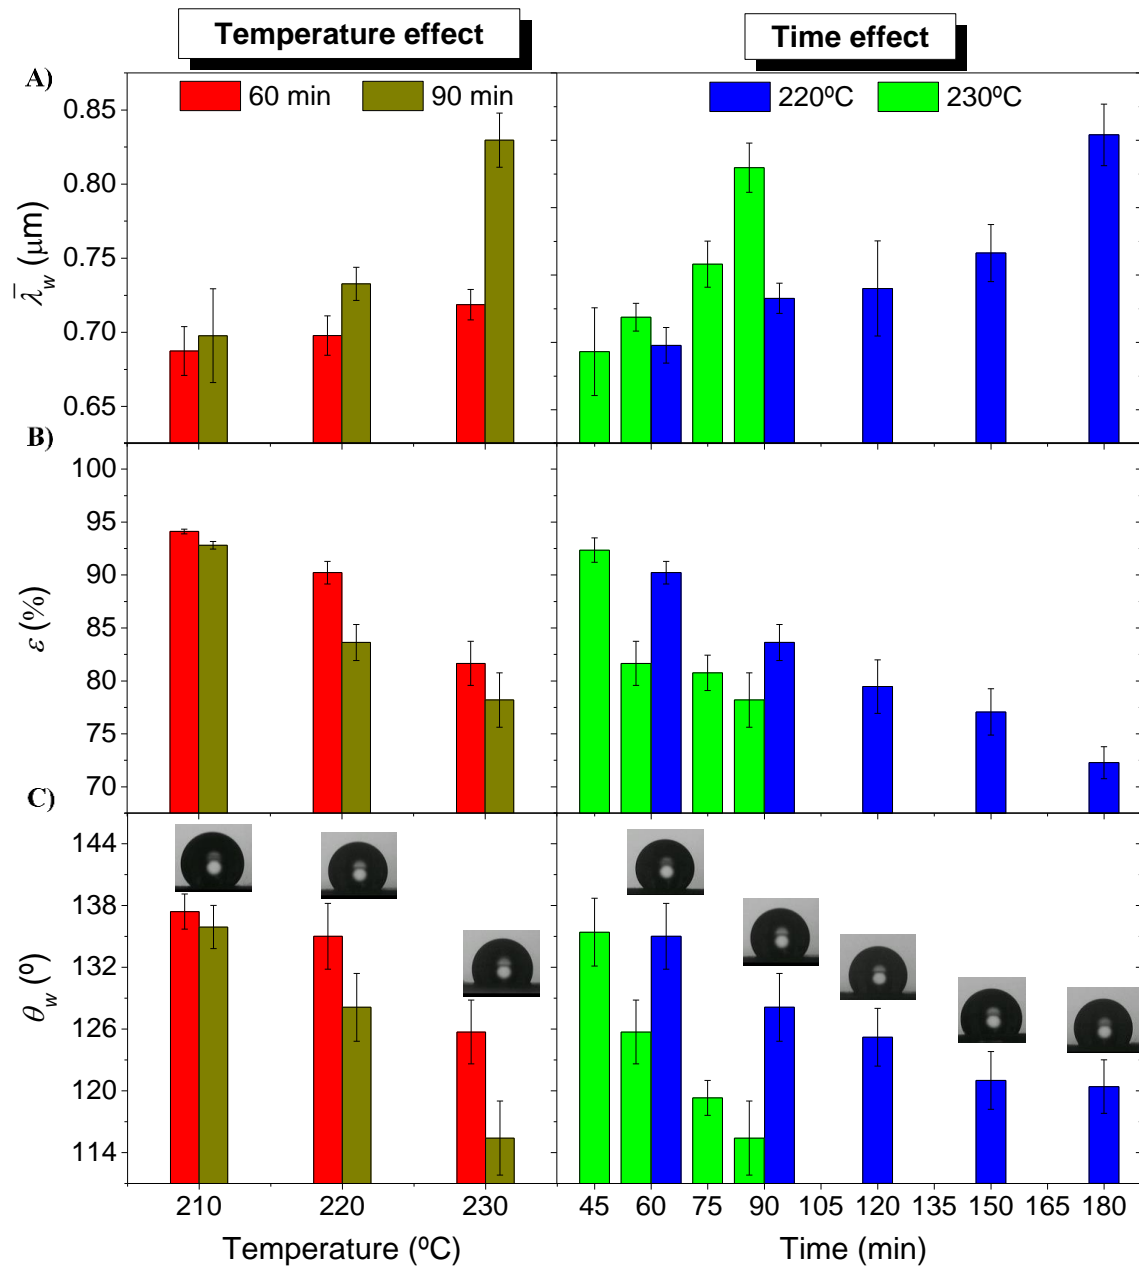 Temperature effect
Time effect
A)
60 min
90 min
220ºC
230ºC
0.85
0.80
0.75
0.70
0.65
λ̄w (μm)
B)
100
95
90
85
80
75
70
ε (%)
C)
144
138
132
126
120
114
θw (º)
210
220
230
45
60
75
90
105
120
135
150
165
180
Temperature (ºC)
Time (min)